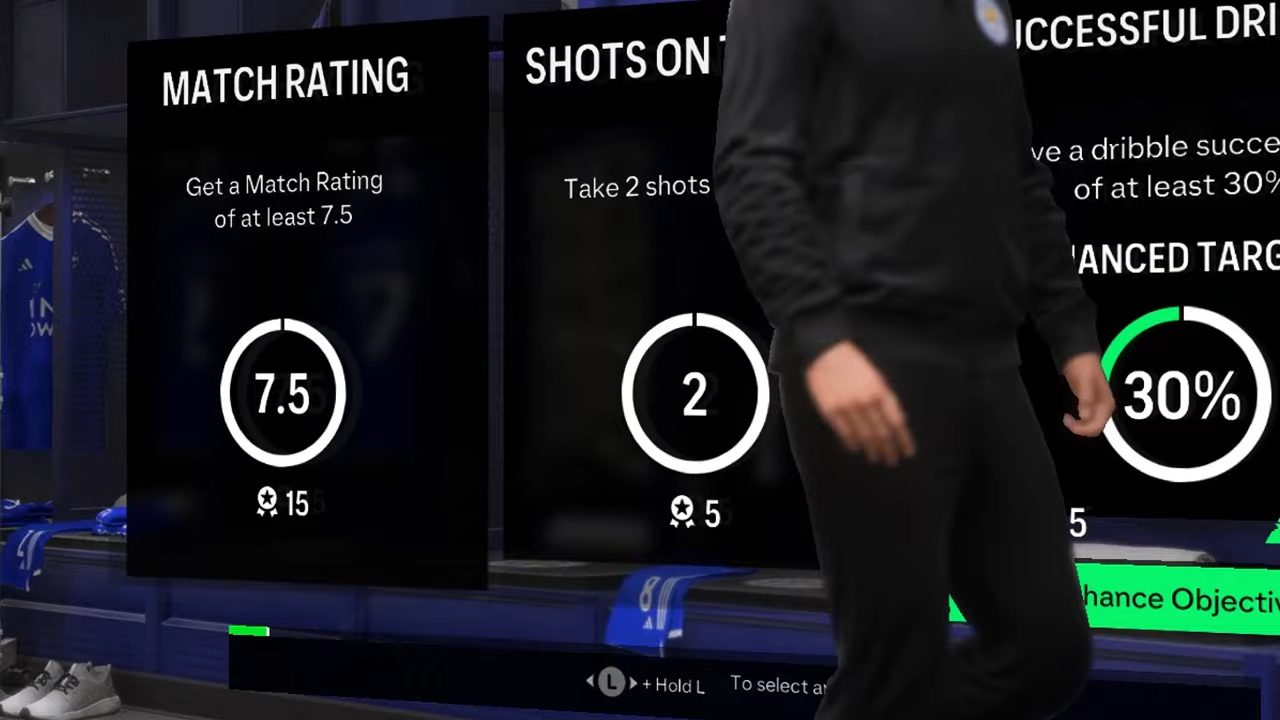 MATCH RATING
Get a Match Rating
of at least 7.5
7.5
15
SHOTS ON
Take 2 shots
2
5
UCCESSFUL DRI
ve a dribble succe
of at least 30%
ANCED TARG
30%
5
hance Objectiv
8
L + Hold L To select a